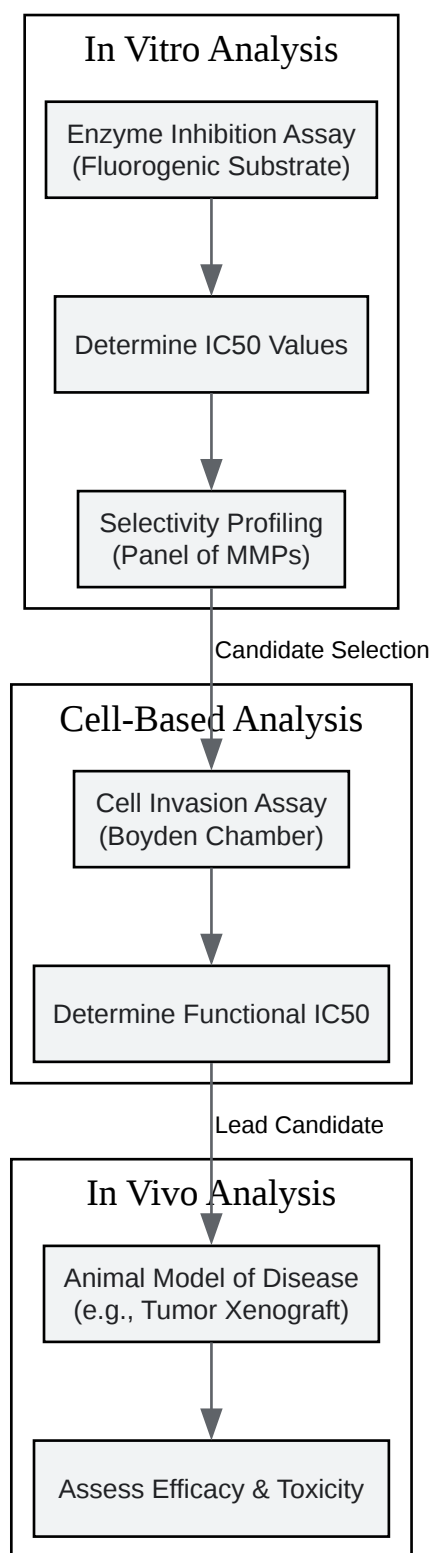 In Vitro Analysis
Enzyme Inhibition Assay
(Fluorogenic Substrate)
Determine IC50 Values
Selectivity Profiling
(Panel of MMPs)
Candidate Selection
Cell-Based Analysis
Cell Invasion Assay
(Boyden Chamber)
Determine Functional IC50
Lead Candidate
In Vivo Analysis
Animal Model of Disease
(e.g., Tumor Xenograft)
Assess Efficacy & Toxicity